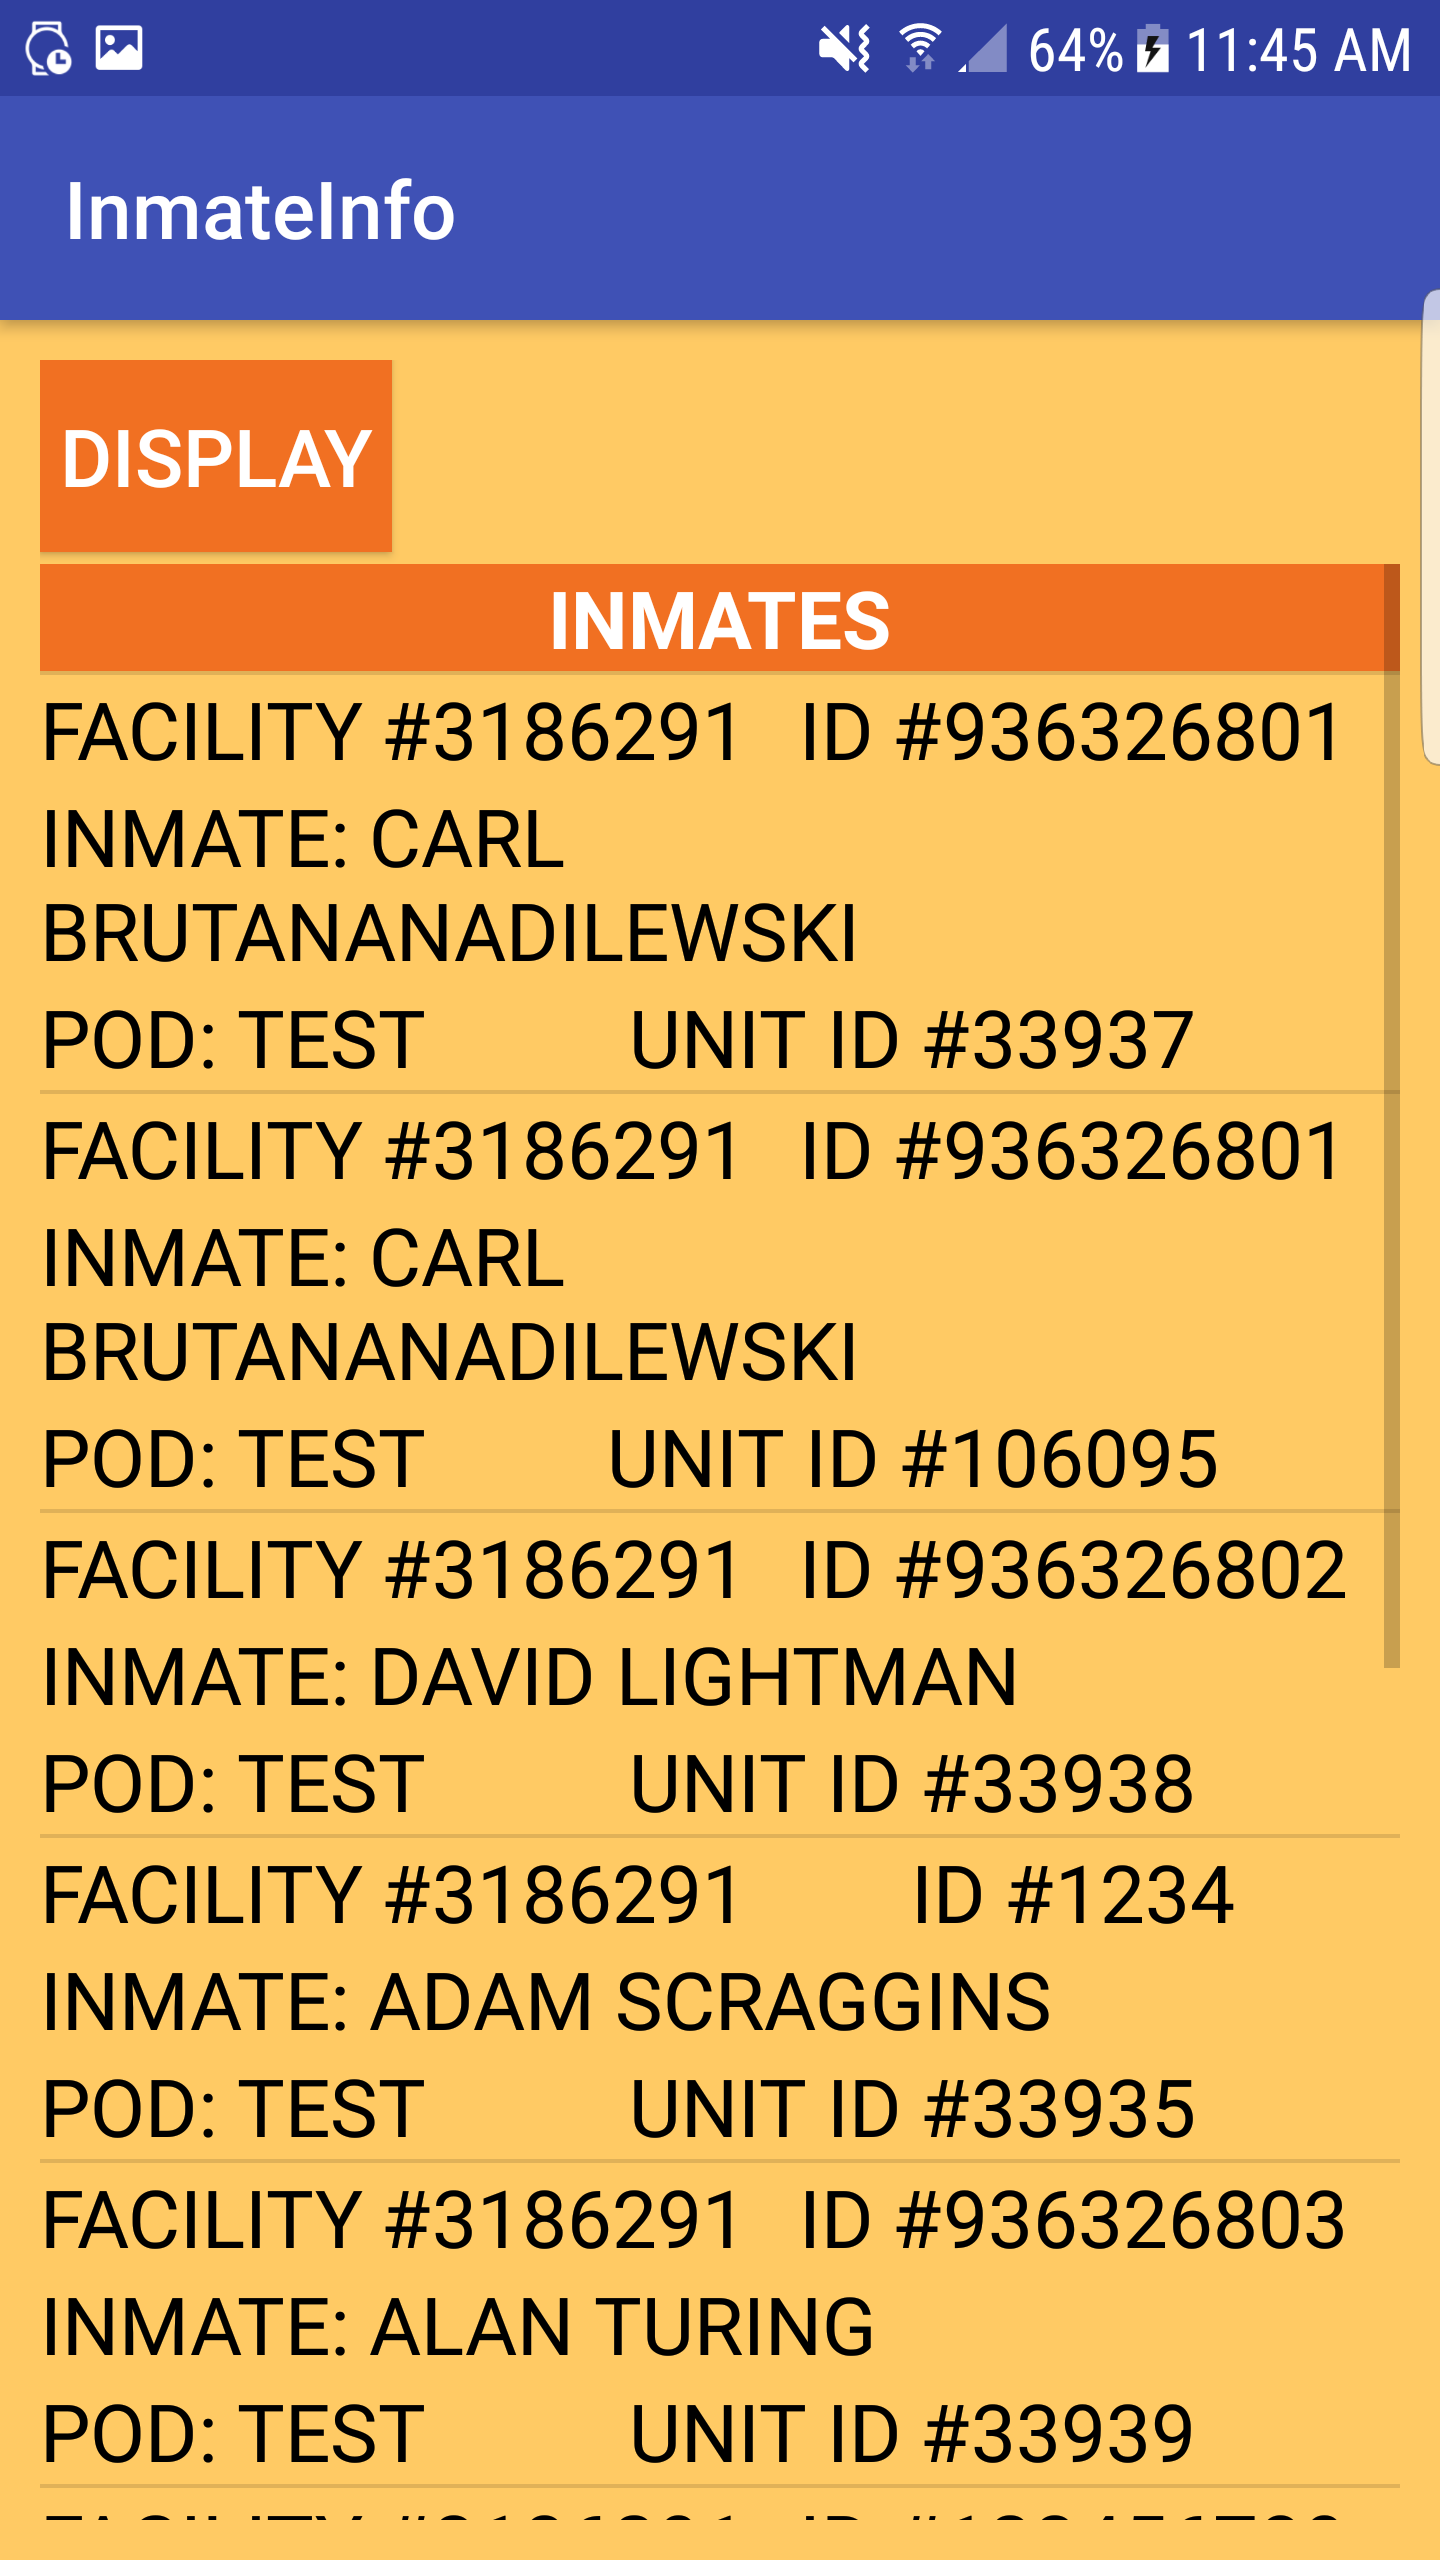 64% 11:45 AM
InmateInfo
DISPLAY
INMATES
FACILITY #3186291 ID #936326801
INMATE: CARL
BRUTANANADILEWSKI
POD: TEST UNIT ID #33937
FACILITY #3186291 ID #936326801
INMATE: CARL
BRUTANANADILEWSKI
POD: TEST UNIT ID #106095
FACILITY #3186291 ID #936326802
INMATE: DAVID LIGHTMAN
POD: TEST UNIT ID #33938
FACILITY #3186291 ID #1234
INMATE: ADAM SCRAGGINS
POD: TEST UNIT ID #33935
FACILITY #3186291 ID #936326803
INMATE: ALAN TURING
POD: TEST UNIT ID #33939